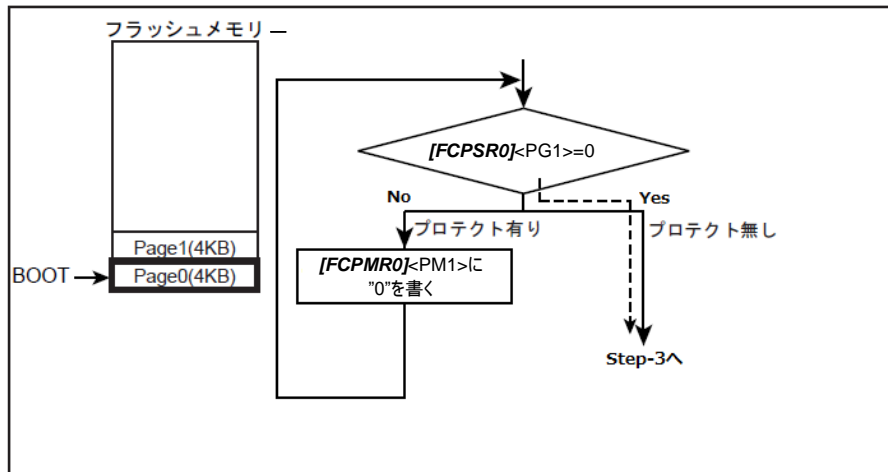 フラッシュメモリ
[FCPSR0]<PG1>=0
No
Yes
プロテクト有り
プロテクト無し
Page1(4KB)
BOOT
Page0(4KB)
[FCPMR0]<PM1>に
”0”を書く
Step-3へ